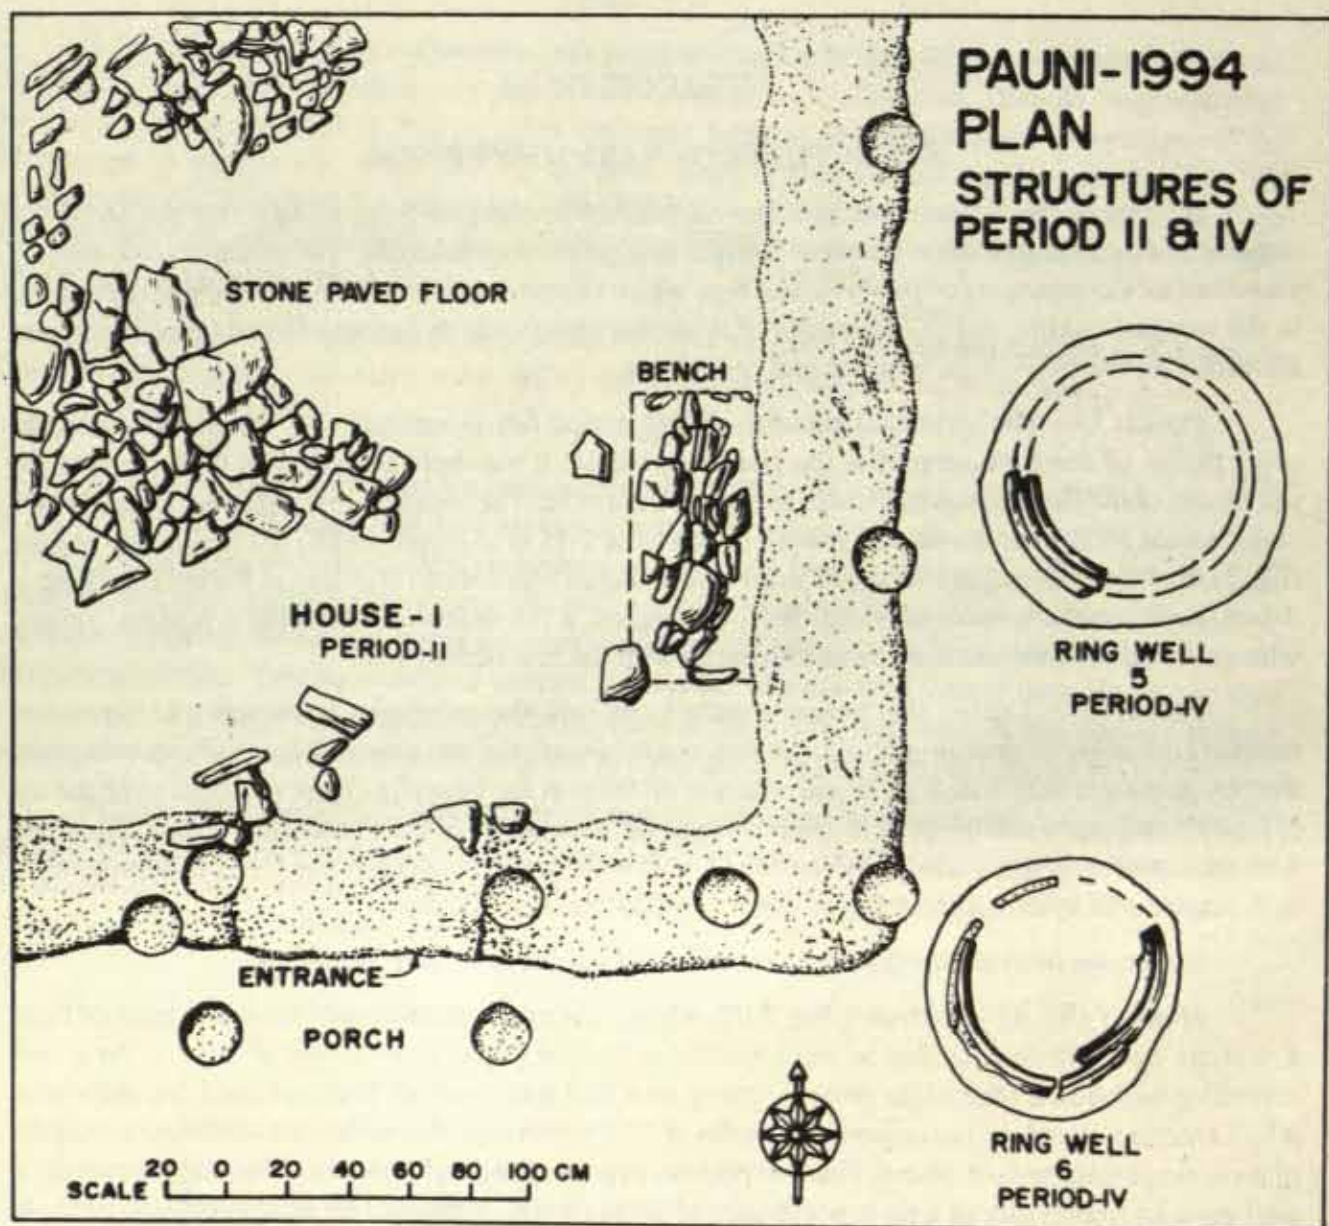 PAUNI-1994
PLAN
STRUCTURES OF
PERIOD II & IV
STONE PAVED FLOOR
BENCH
HOUSE-I
PERIOD-II
RING WELL
5
PERIOD-IV
ENTRANCE
PORCH
RING WELL
6
PERIOD-IV
20 0 20 40 60 80 100 CM
SCALE